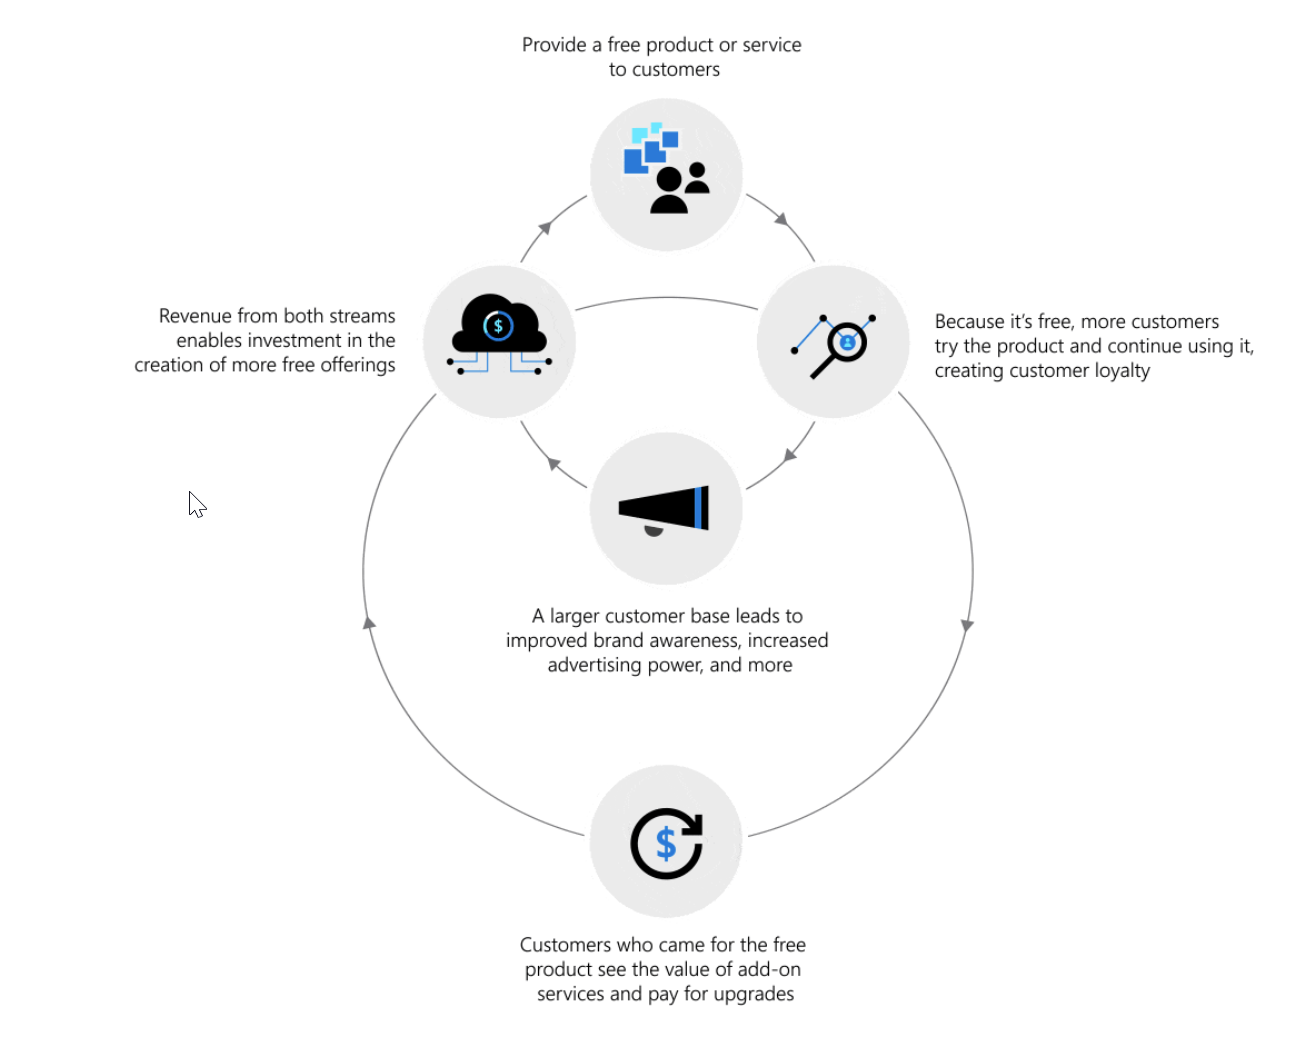 Provide a free product or service
to customers
Revenue from both streams
enables investment in the
creation of more free offerings
$
Because it’s free, more customers
try the product and continue using it,
creating customer loyalty
A larger customer base leads to
improved brand awareness, increased
advertising power, and more
$
Customers who came for the free
product see the value of add-on
services and pay for upgrades